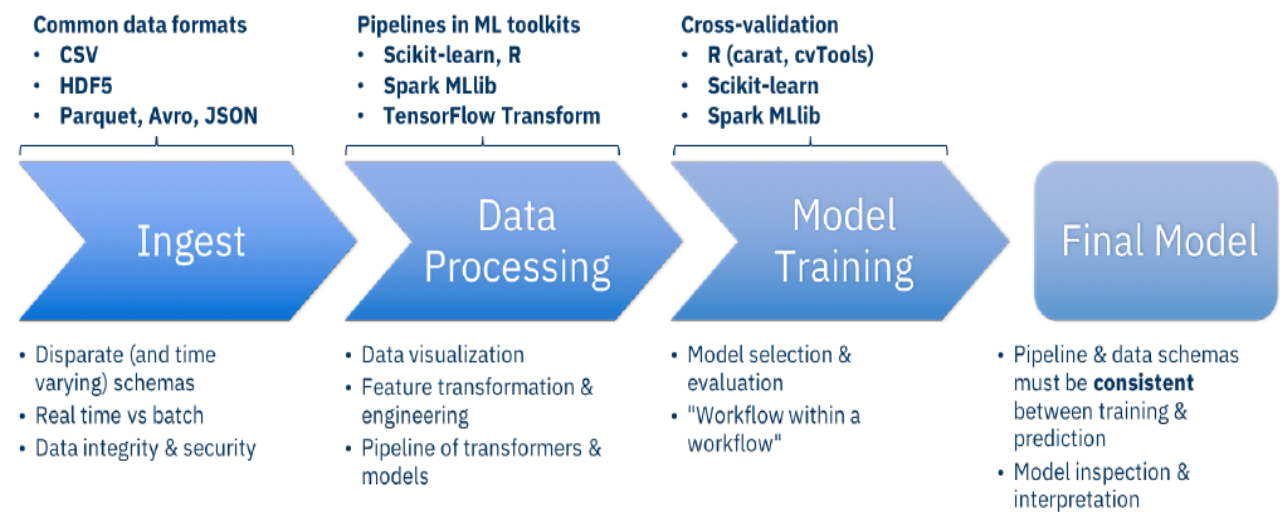 Common data formats
• CSV
• HDF5
• Parquet, Avro, JSON
Pipelines in ML toolkits
• Scikit-learn, R
• Spark MLlib
• TensorFlow Transform
Cross-validation
• R (carat, cvTools)
• Scikit-learn
• Spark MLlib
Ingest
Data
Processing
Model
Training
Final Model
• Disparate (and time
varying) schemas
• Real time vs batch
• Data integrity & security
• Data visualization
• Feature transformation &
engineering
• Pipeline of transformers &
models
• Model selection &
evaluation
• "Workflow within a
workflow"
• Pipeline & data schemas
must be consistent
between training &
prediction
• Model inspection &
interpretation